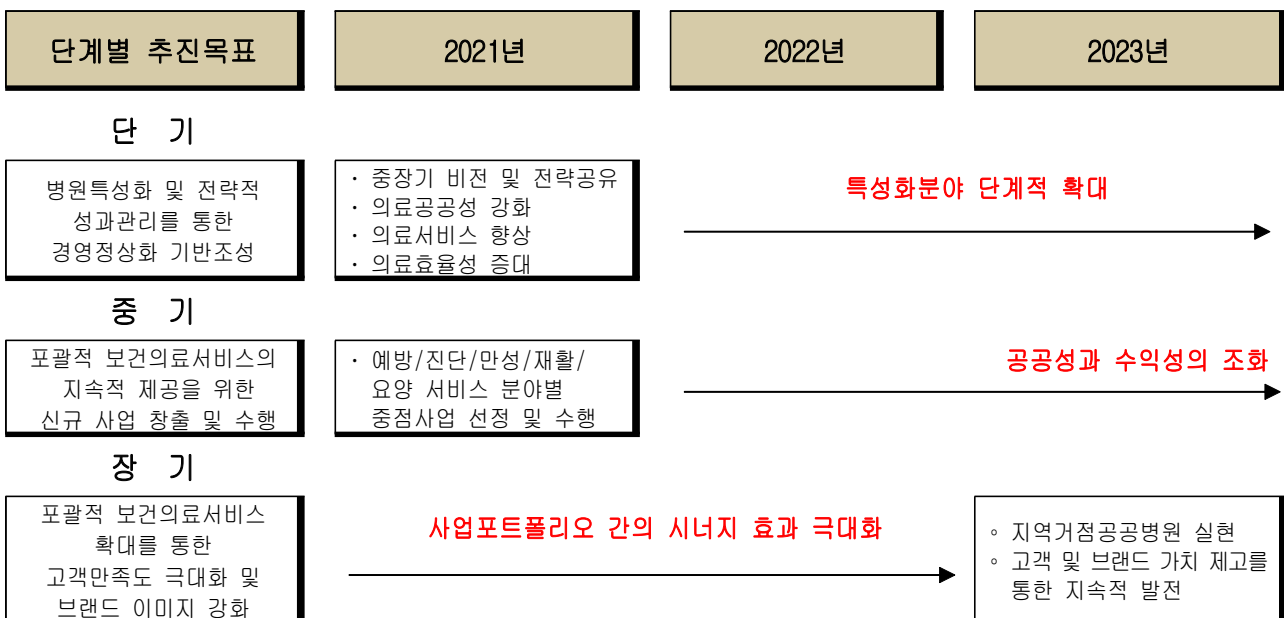 단계별 추진목표 2021년 2022년 2023년
단 기
병원특성화 및 전략적
성과관리를 통한
경영정상화 기반조성
· 중장기 비전 및 전략공유
· 의료공공성 강화
· 의료서비스 향상
· 의료효율성 증대
특성화분야 단계적 확대
중 기
포괄적 보건의료서비스의
지속적 제공을 위한
신규 사업 창출 및 수행
· 예방/진단/만성/재활/
요양 서비스 분야별
중점사업 선정 및 수행
공공성과 수익성의 조화
장 기
포괄적 보건의료서비스
확대를 통한
고객만족도 극대화 및
브랜드 이미지 강화
사업포트폴리오 간의 시너지 효과 극대화
◦ 지역거점공공병원 실현
◦ 고객 및 브랜드 가치 제고를
통한 지속적 발전